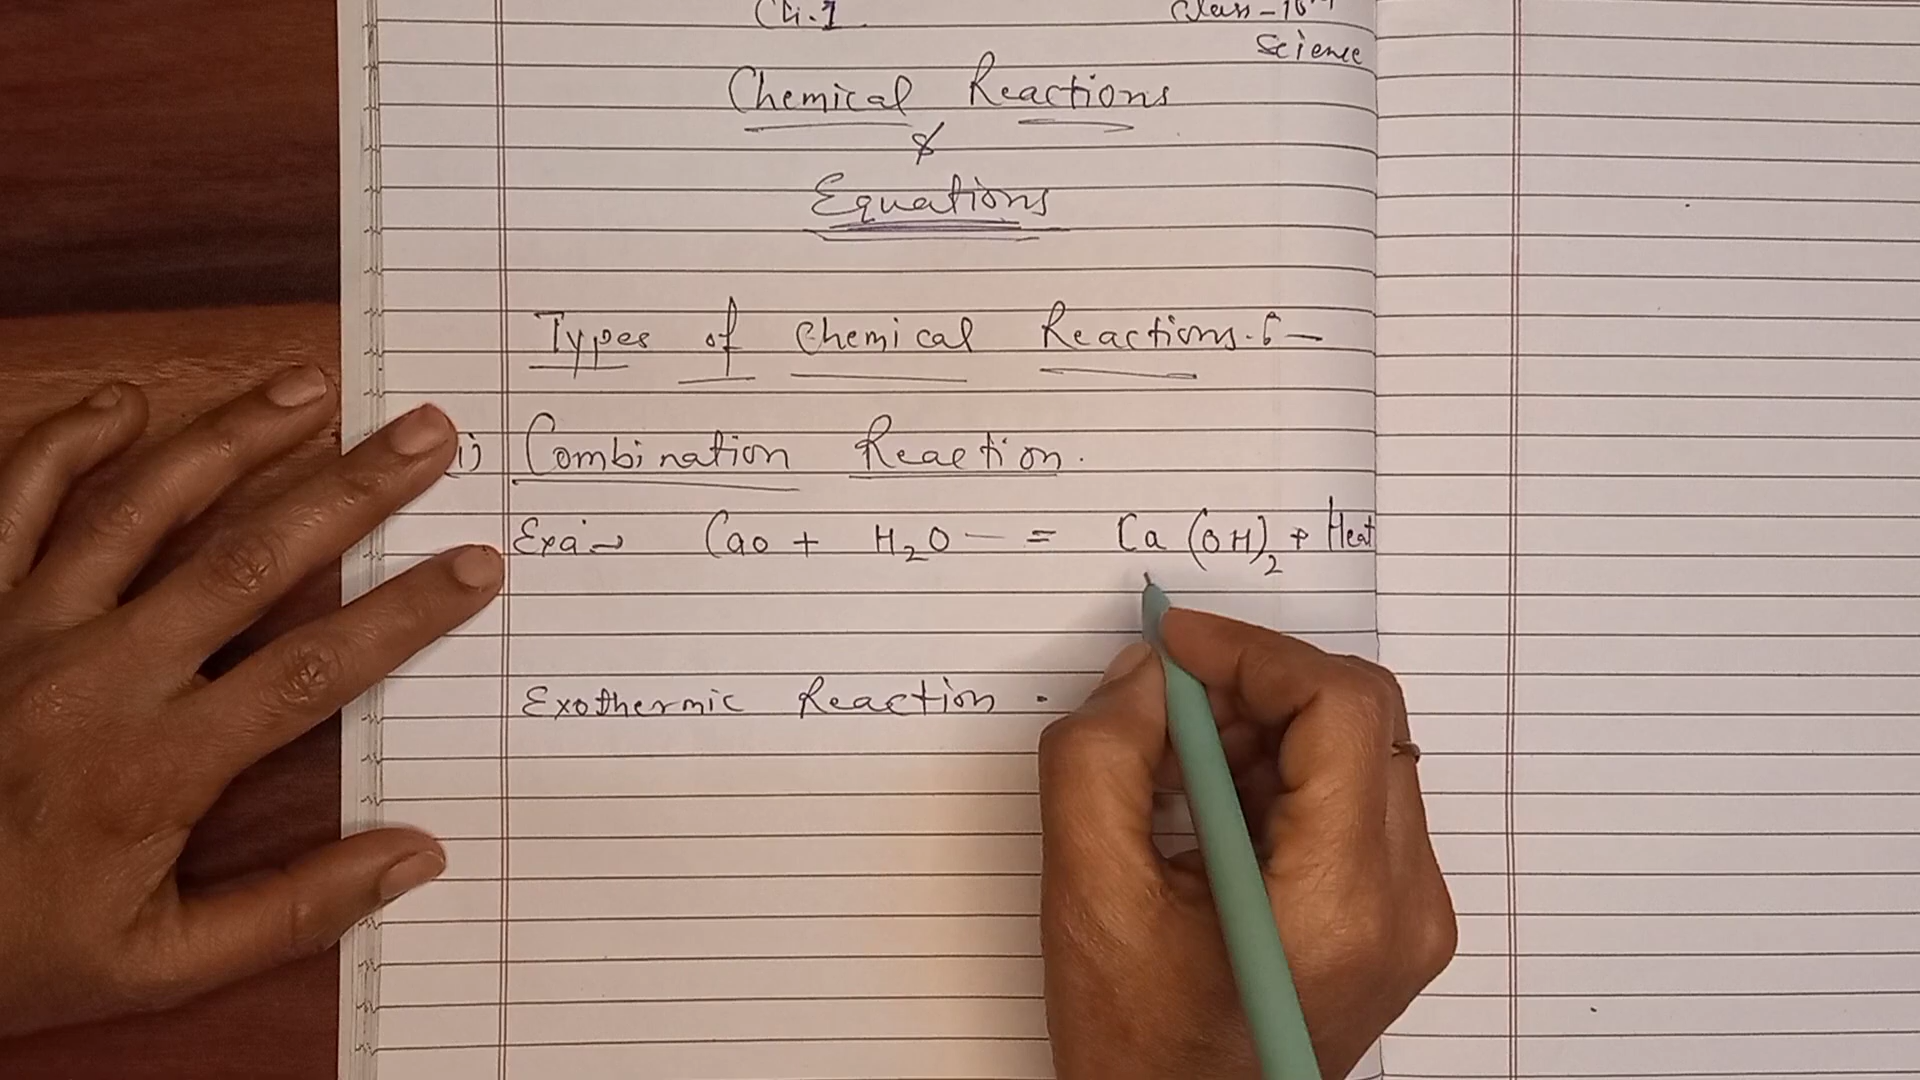 Ch.1 Class-10th
Science
Chemical Reactions
&
Equations
Types of Chemical Reactions:-
(i) Combination Reaction.
Exa:→ Cao + H₂O — = Ca(OH)₂ + Heat
Exothermic Reaction.